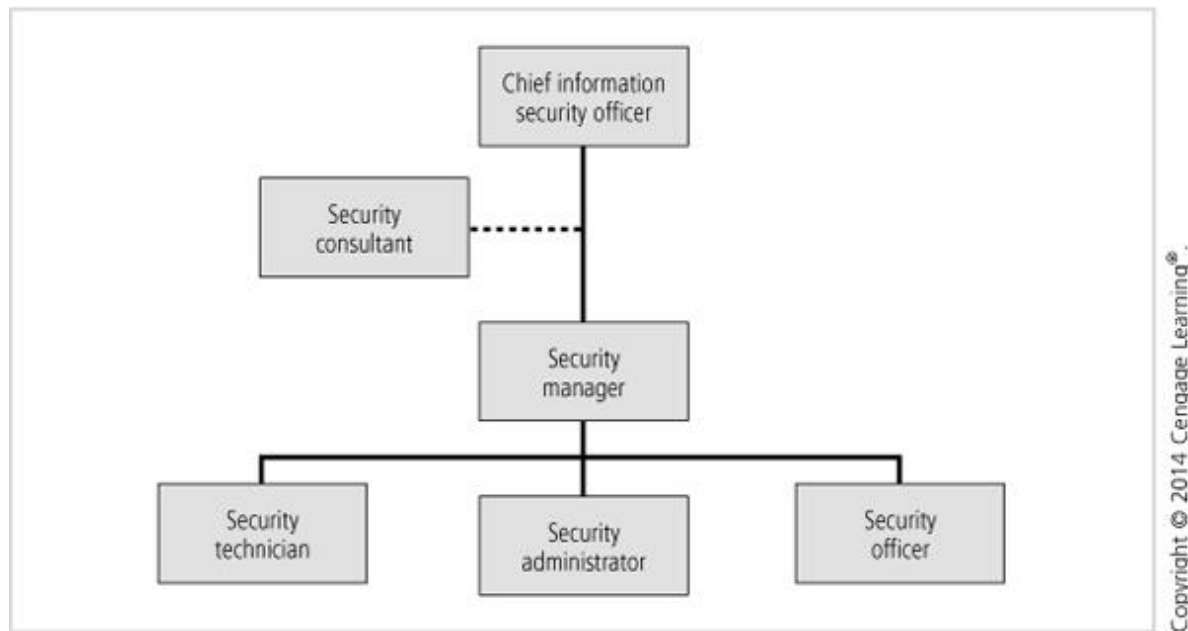 Chief information
security officer
Security
consultant
Security
manager
Security
technician
Security
administrator
Security
officer
Copyright © 2014 Cengage Learning®.